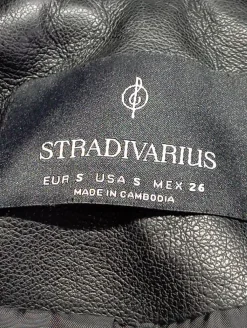 STRADIVARIUS
EUR S USA S MEX 26
MADE IN CAMBODIA